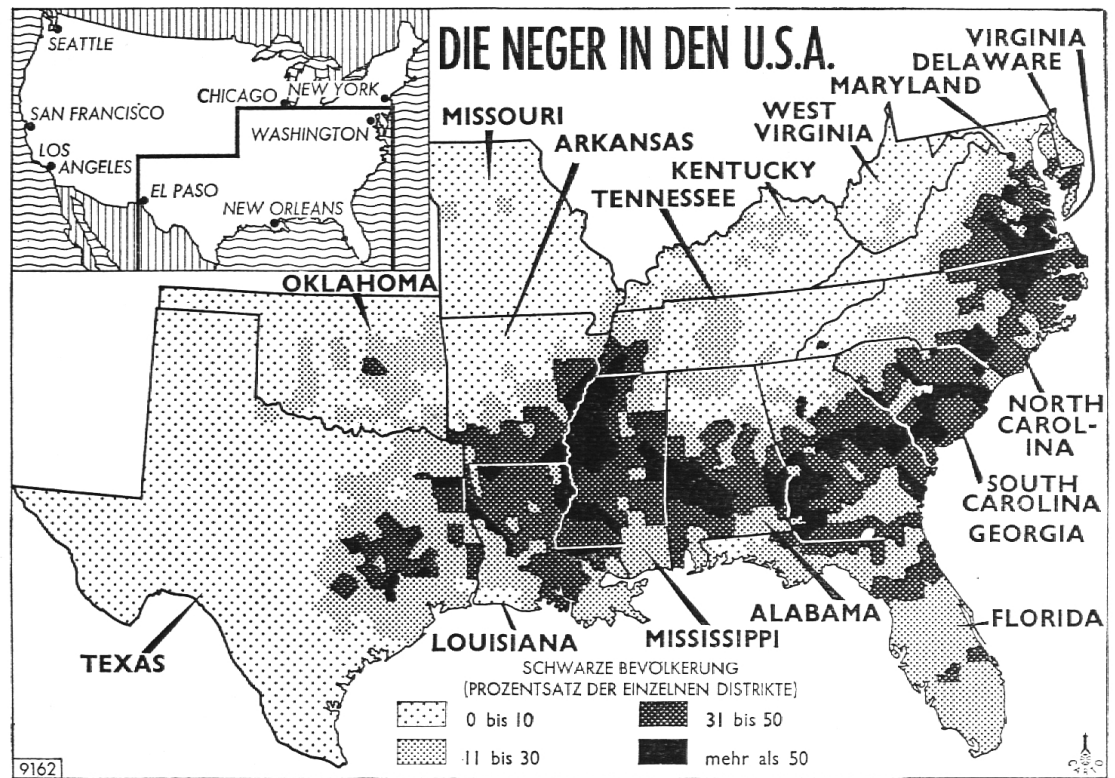 DIE NEGER IN DEN U.S.A.
SEATTLE
SAN FRANCISCO
LOS
ANGELES
CHICAGO
NEW YORK
WASHINGTON
EL PASO
NEW ORLEANS
MISSOURI
ARKANSAS
KENTUCKY
TENNESSEE
WEST
VIRGINIA
MARYLAND
DELAWARE
VIRGINIA
OKLAHOMA
NORTH
CAROL-
INA
SOUTH
CAROLINA
GEORGIA
FLORIDA
ALABAMA
MISSISSIPPI
LOUISIANA
TEXAS
SCHWARZE BEVÖLKERUNG
(PROZENTSATZ DER EINZELNEN DISTRIKTE)
0 bis 10
11 bis 30
31 bis 50
mehr als 50
9162